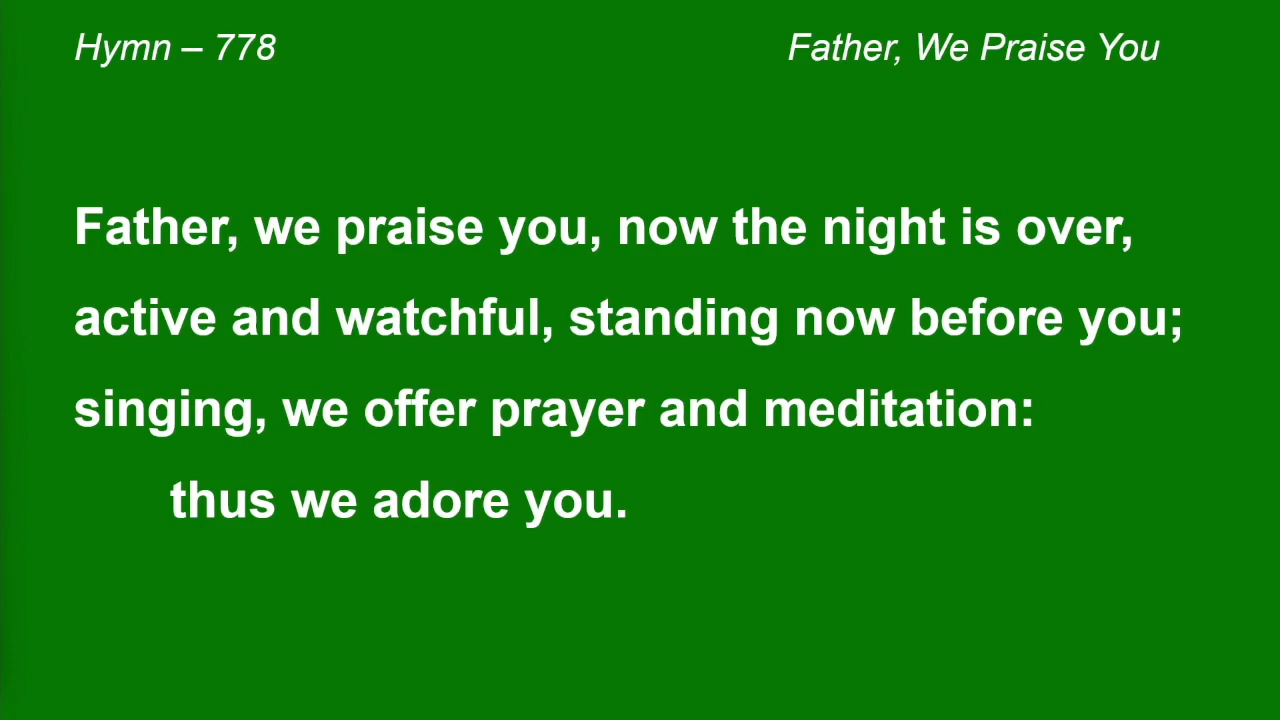 Hymn – 778
Father, We Praise You
Father, we praise you, now the night is over,
active and watchful, standing now before you;
singing, we offer prayer and meditation:
thus we adore you.